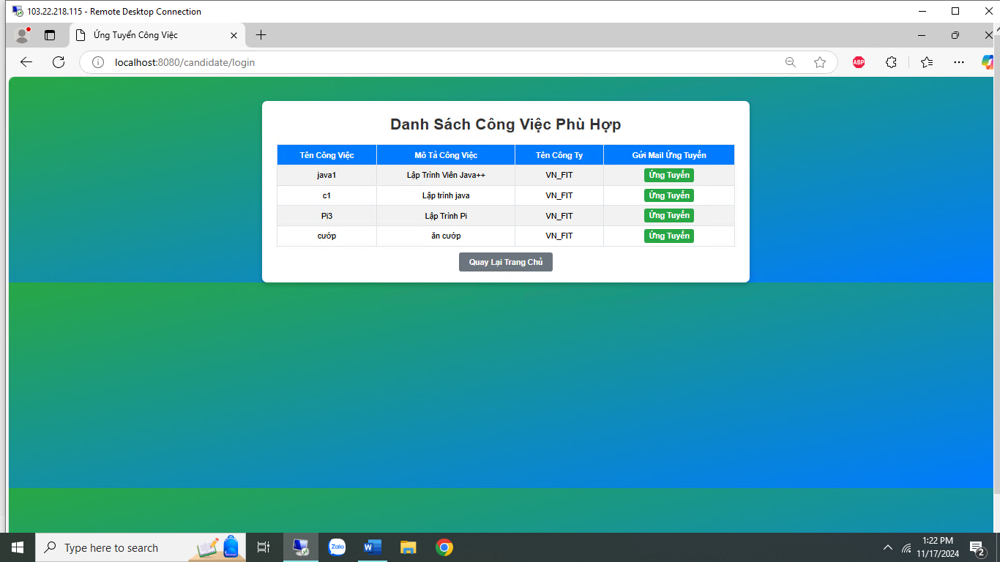 103.22.218.115 - Remote Desktop Connection
Ứng Tuyển Công Việc
localhost:8080/candidate/login
ABP
Danh Sách Công Việc Phù Hợp
Tên Công Việc Mô Tả Công Việc Tên Công Ty Gửi Mail Ứng Tuyển
java1 Lập Trình Viên Java++ VN_FIT Ứng Tuyển
c1 Lập trình java VN_FIT Ứng Tuyển
Pi3 Lập Trình Pi VN_FIT Ứng Tuyển
cướp ăn cướp VN_FIT Ứng Tuyển
Quay Lại Trang Chủ
Type here to search
Zalo
W
1:22 PM
11/17/2024
2